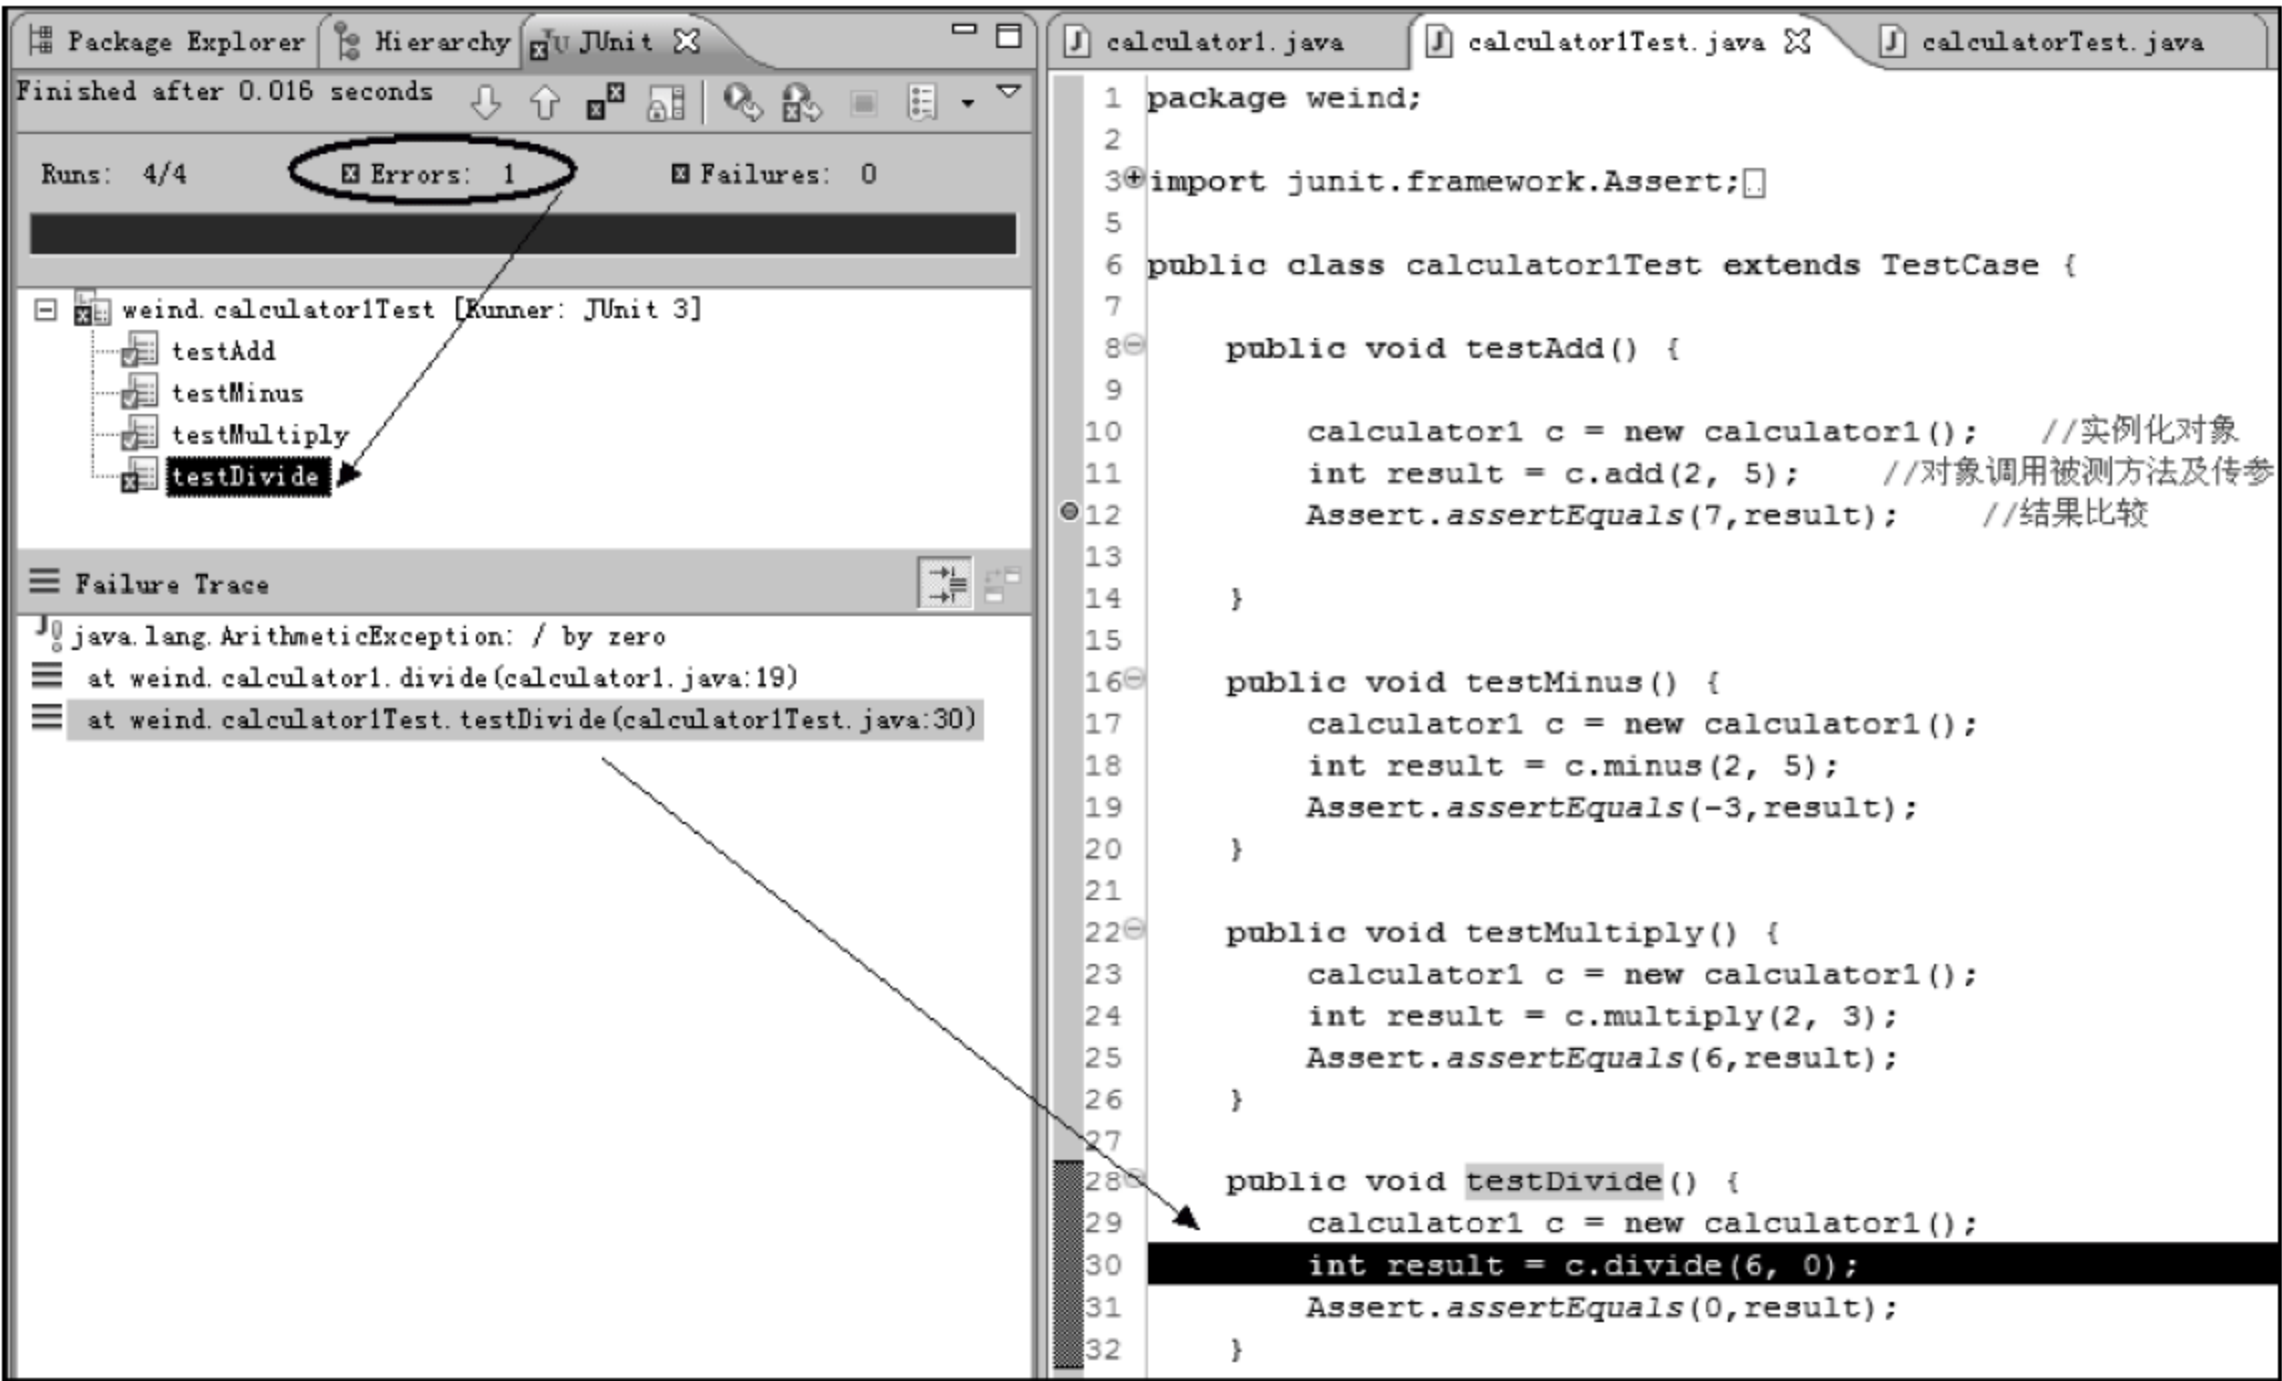 Package Explorer Hierarchy JUnit
Finished after 0.016 seconds
Runs: 4/4 Errors: 1 Failures: 0
weind.calculator1Test [Runner: JUnit 3]
testAdd
testMinus
testMultiply
testDivide
Failure Trace
java.lang.ArithmeticException: / by zero
at weind.calculator1.divide(calculator1.java:19)
at weind.calculator1Test.testDivide(calculator1Test.java:30)
calculator1.java calculator1Test.java calculatorTest.java
1 package weind;
2
3 import junit.framework.Assert;
5
6 public class calculator1Test extends TestCase {
7
8 public void testAdd() {
9
10 calculator1 c = new calculator1(); //实例化对象
11 int result = c.add(2, 5); //对象调用被测方法及传参
12 Assert.assertEquals(7,result); //结果比较
13
14 }
15
16 public void testMinus() {
17 calculator1 c = new calculator1();
18 int result = c.minus(2, 5);
19 Assert.assertEquals(-3,result);
20 }
21
22 public void testMultiply() {
23 calculator1 c = new calculator1();
24 int result = c.multiply(2, 3);
25 Assert.assertEquals(6,result);
26 }
27
28 public void testDivide() {
29 calculator1 c = new calculator1();
30 int result = c.divide(6, 0);
31 Assert.assertEquals(0,result);
32 }